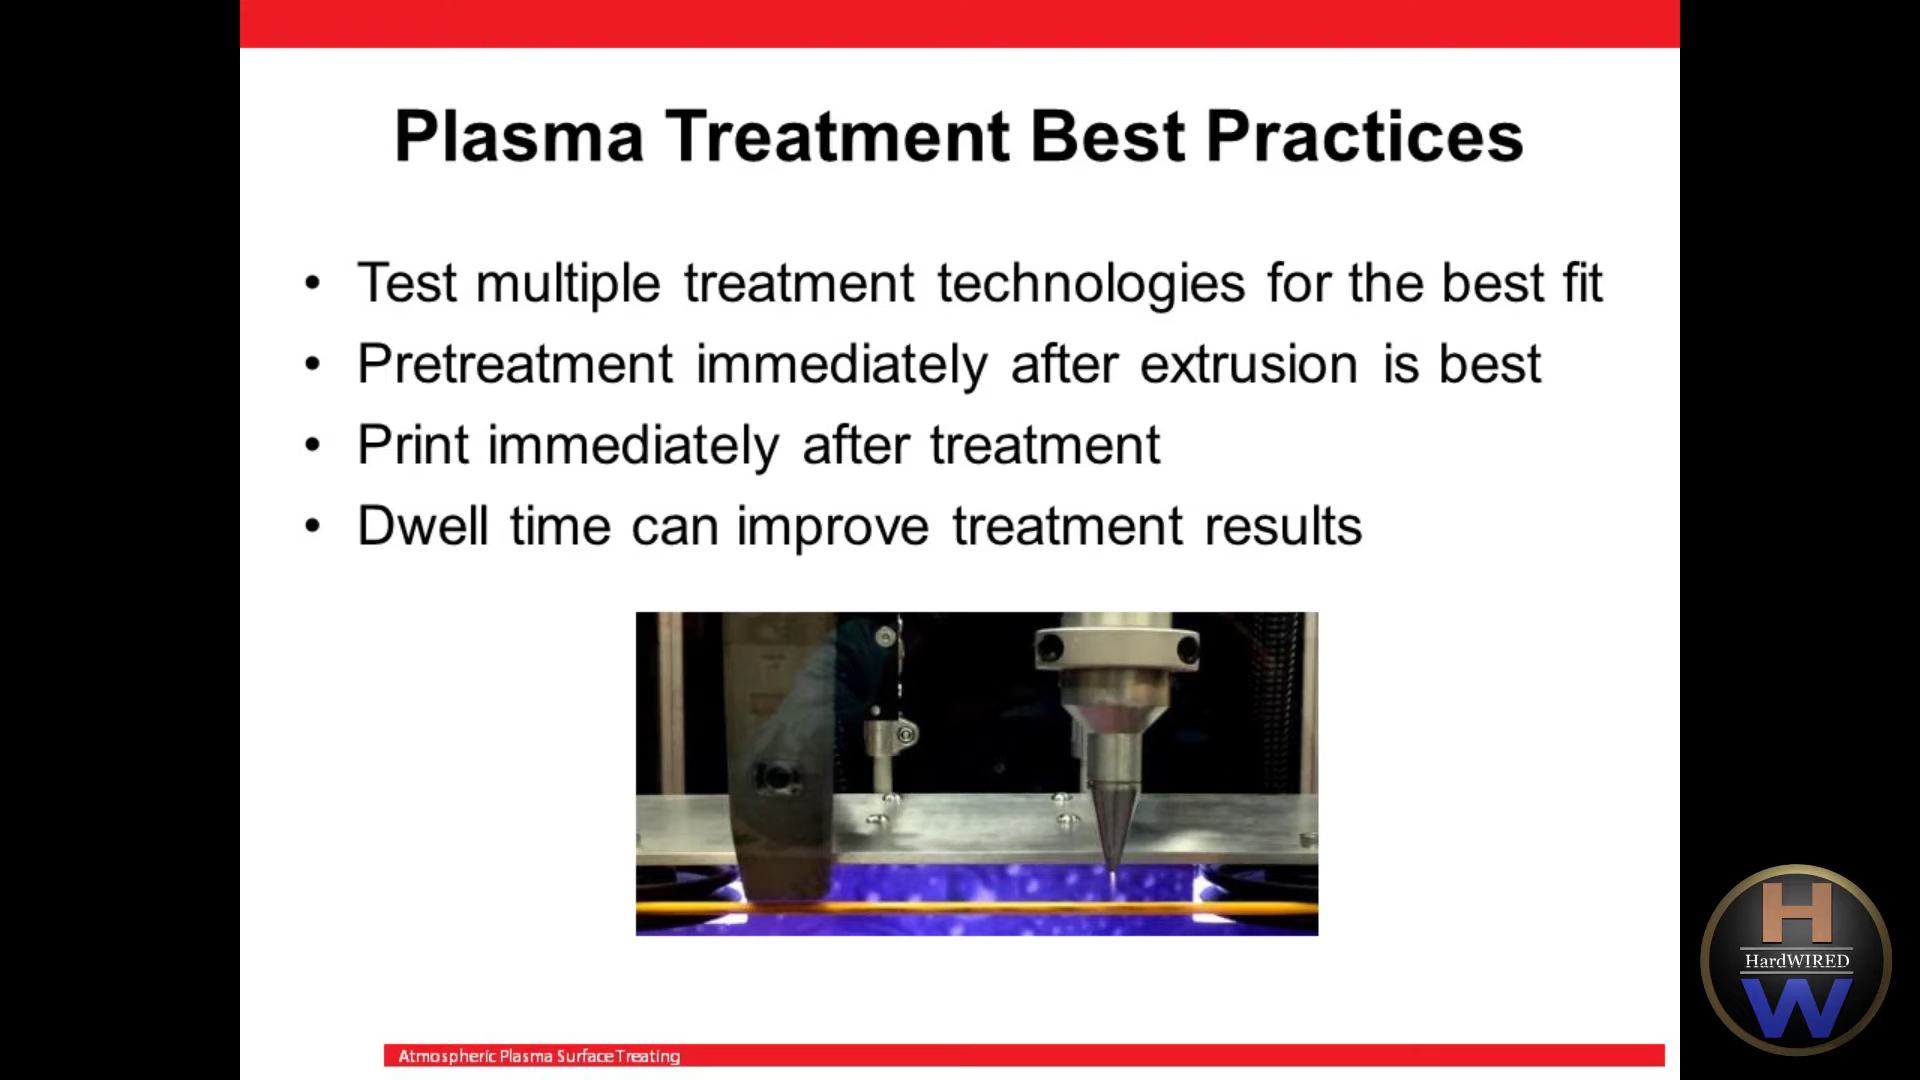 Plasma Treatment Best Practices
• Test multiple treatment technologies for the best fit
• Pretreatment immediately after extrusion is best
• Print immediately after treatment
• Dwell time can improve treatment results
H
HardWIRED
W
Atmospheric Plasma Surface Treating